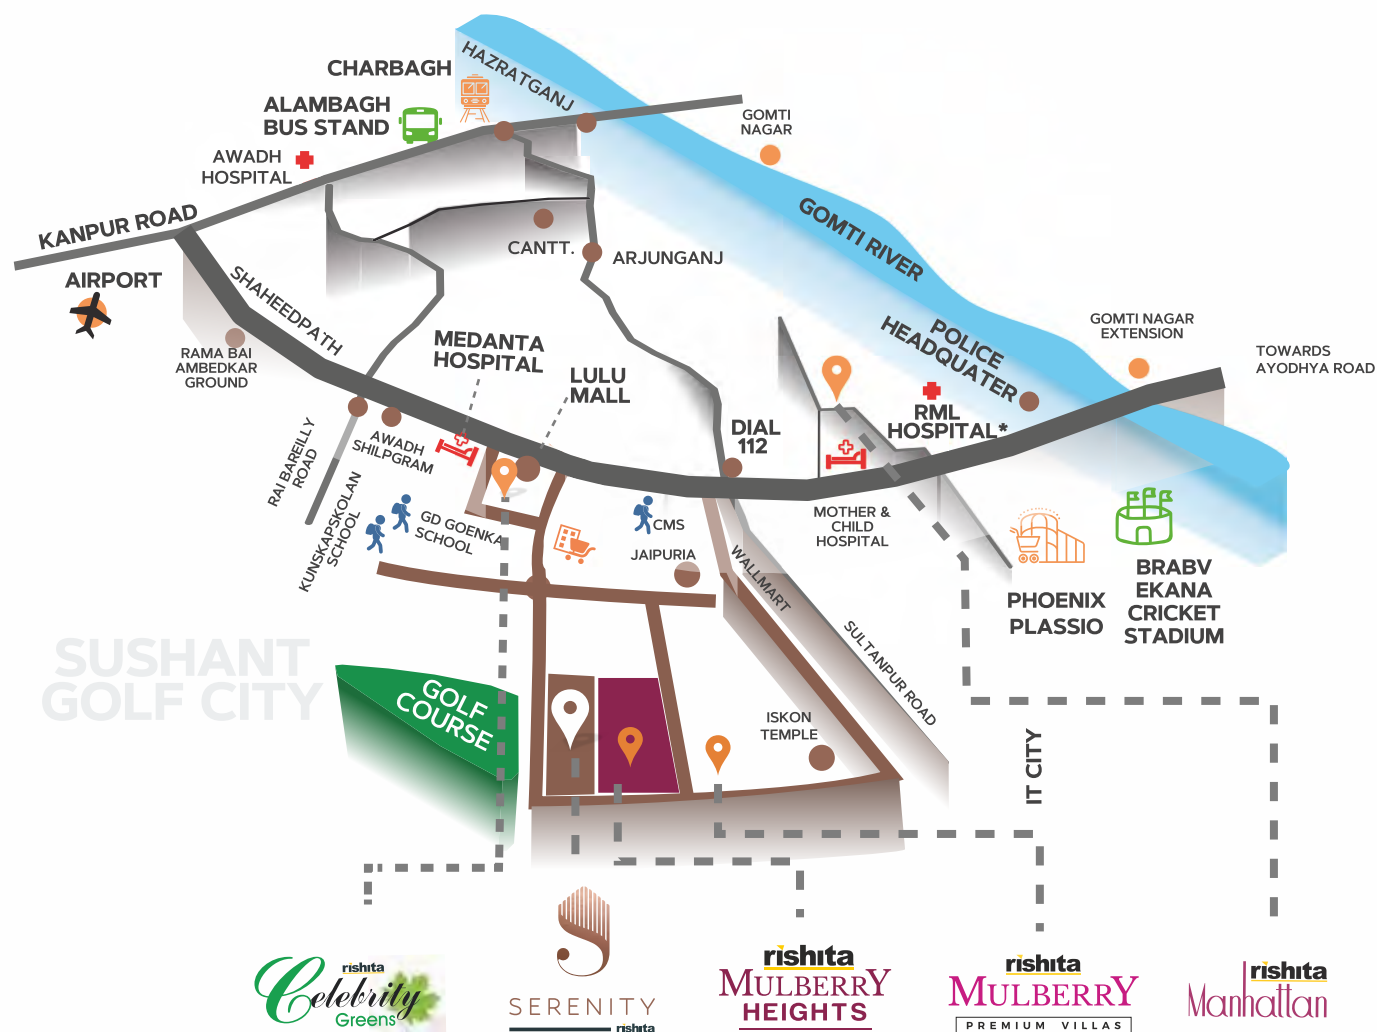 HAZRATGANJ
CHARBAGH
ALAMBAGH
BUS STAND
AWADH
HOSPITAL
GOMTI
NAGAR
KANPUR ROAD
GOMTI RIVER
CANTT.
ARJUNGANJ
AIRPORT
SHAHEEDPATH
RAMA BAI
AMBEDKAR
GROUND
MEDANTA
HOSPITAL
LULU
MALL
POLICE
HEADQUATER
GOMTI NAGAR
EXTENSION
TOWARDS
AYODHYA ROAD
RML
HOSPITAL*
DIAL
112
RAI BAREILLY
ROAD
AWADH
SHILPGRAM
KUNSKAPSKOLAN
SCHOOL
GD GOENKA
SCHOOL
CMS
JAIPURIA
MOTHER &
CHILD
HOSPITAL
WALLMART
PHOENIX
PLASSIO
BRABV
EKANA
CRICKET
STADIUM
SULTANPUR ROAD
SUSHANT
GOLF CITY
GOLF
COURSE
ISKON
TEMPLE
IT CITY
rishita
Celebrity
Greens
S
SERENITY
rishita
rishita
MULBERRY
HEIGHTS
rishita
MULBERRY
PREMIUM VILLAS
rishita
Manhattan